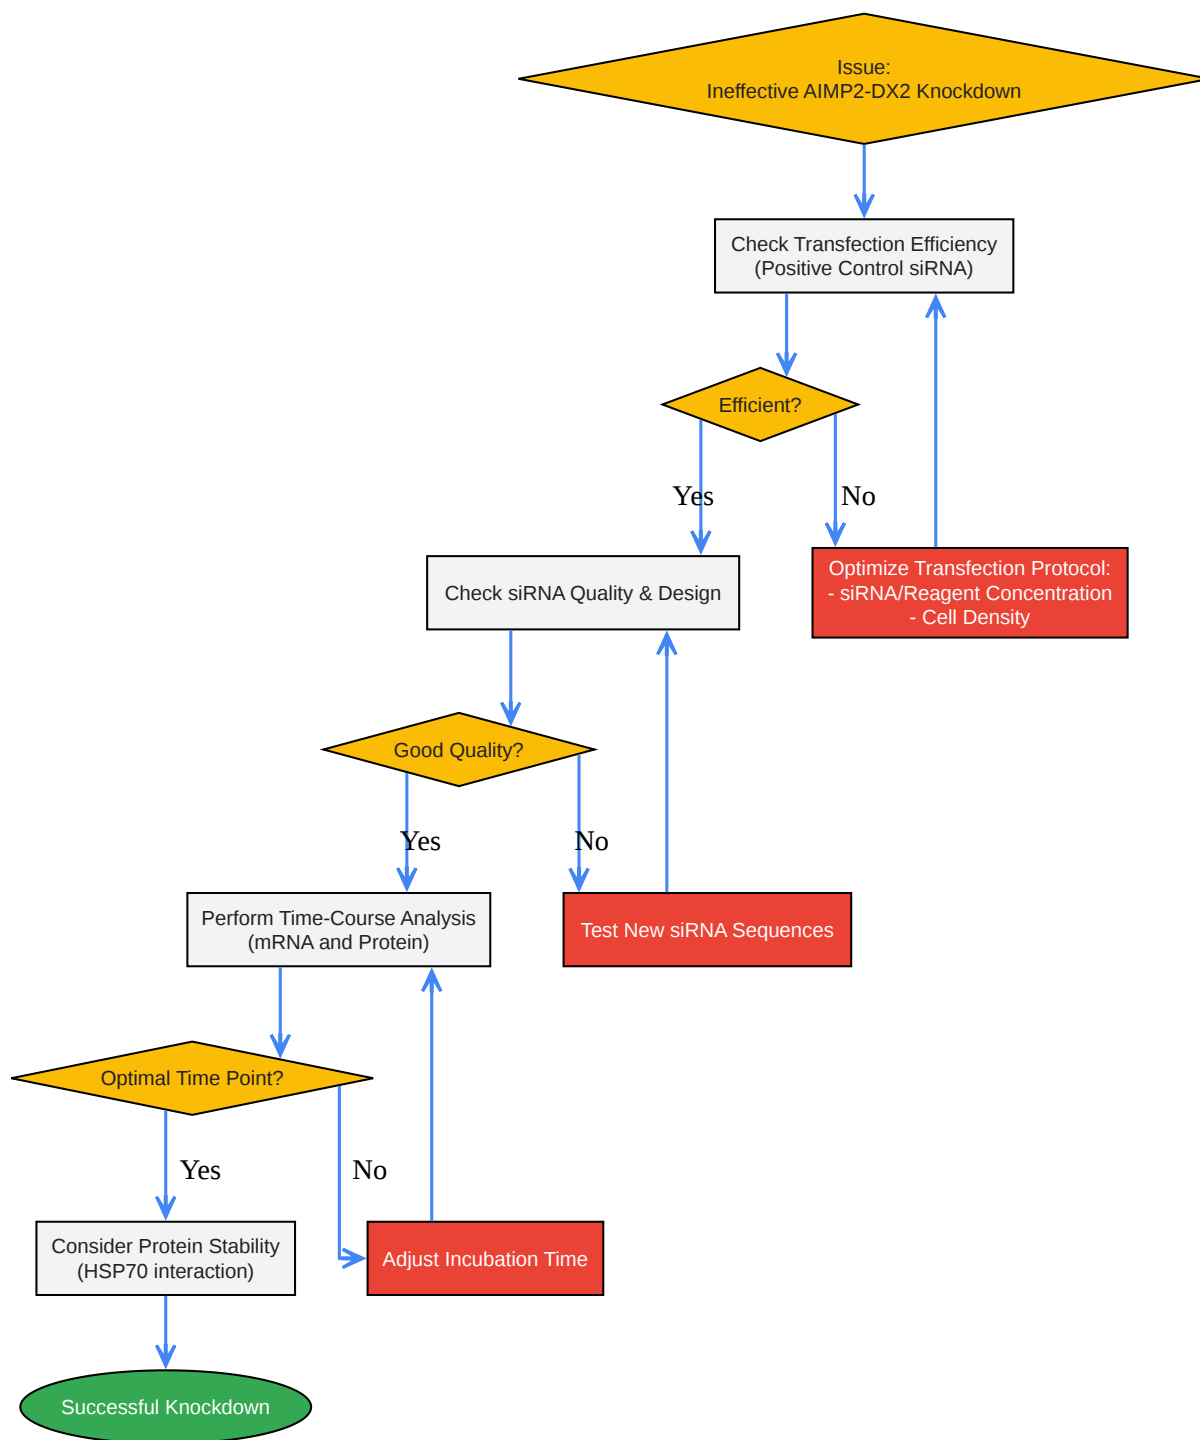 Issue:
Ineffective AIMP2-DX2 Knockdown
Check Transfection Efficiency
(Positive Control siRNA)
Efficient?
Yes
No
Check siRNA Quality & Design
Optimize Transfection Protocol:
- siRNA/Reagent Concentration
- Cell Density
Good Quality?
Yes
No
Perform Time-Course Analysis
(mRNA and Protein)
Test New siRNA Sequences
Optimal Time Point?
Yes
No
Consider Protein Stability
(HSP70 interaction)
Adjust Incubation Time
Successful Knockdown